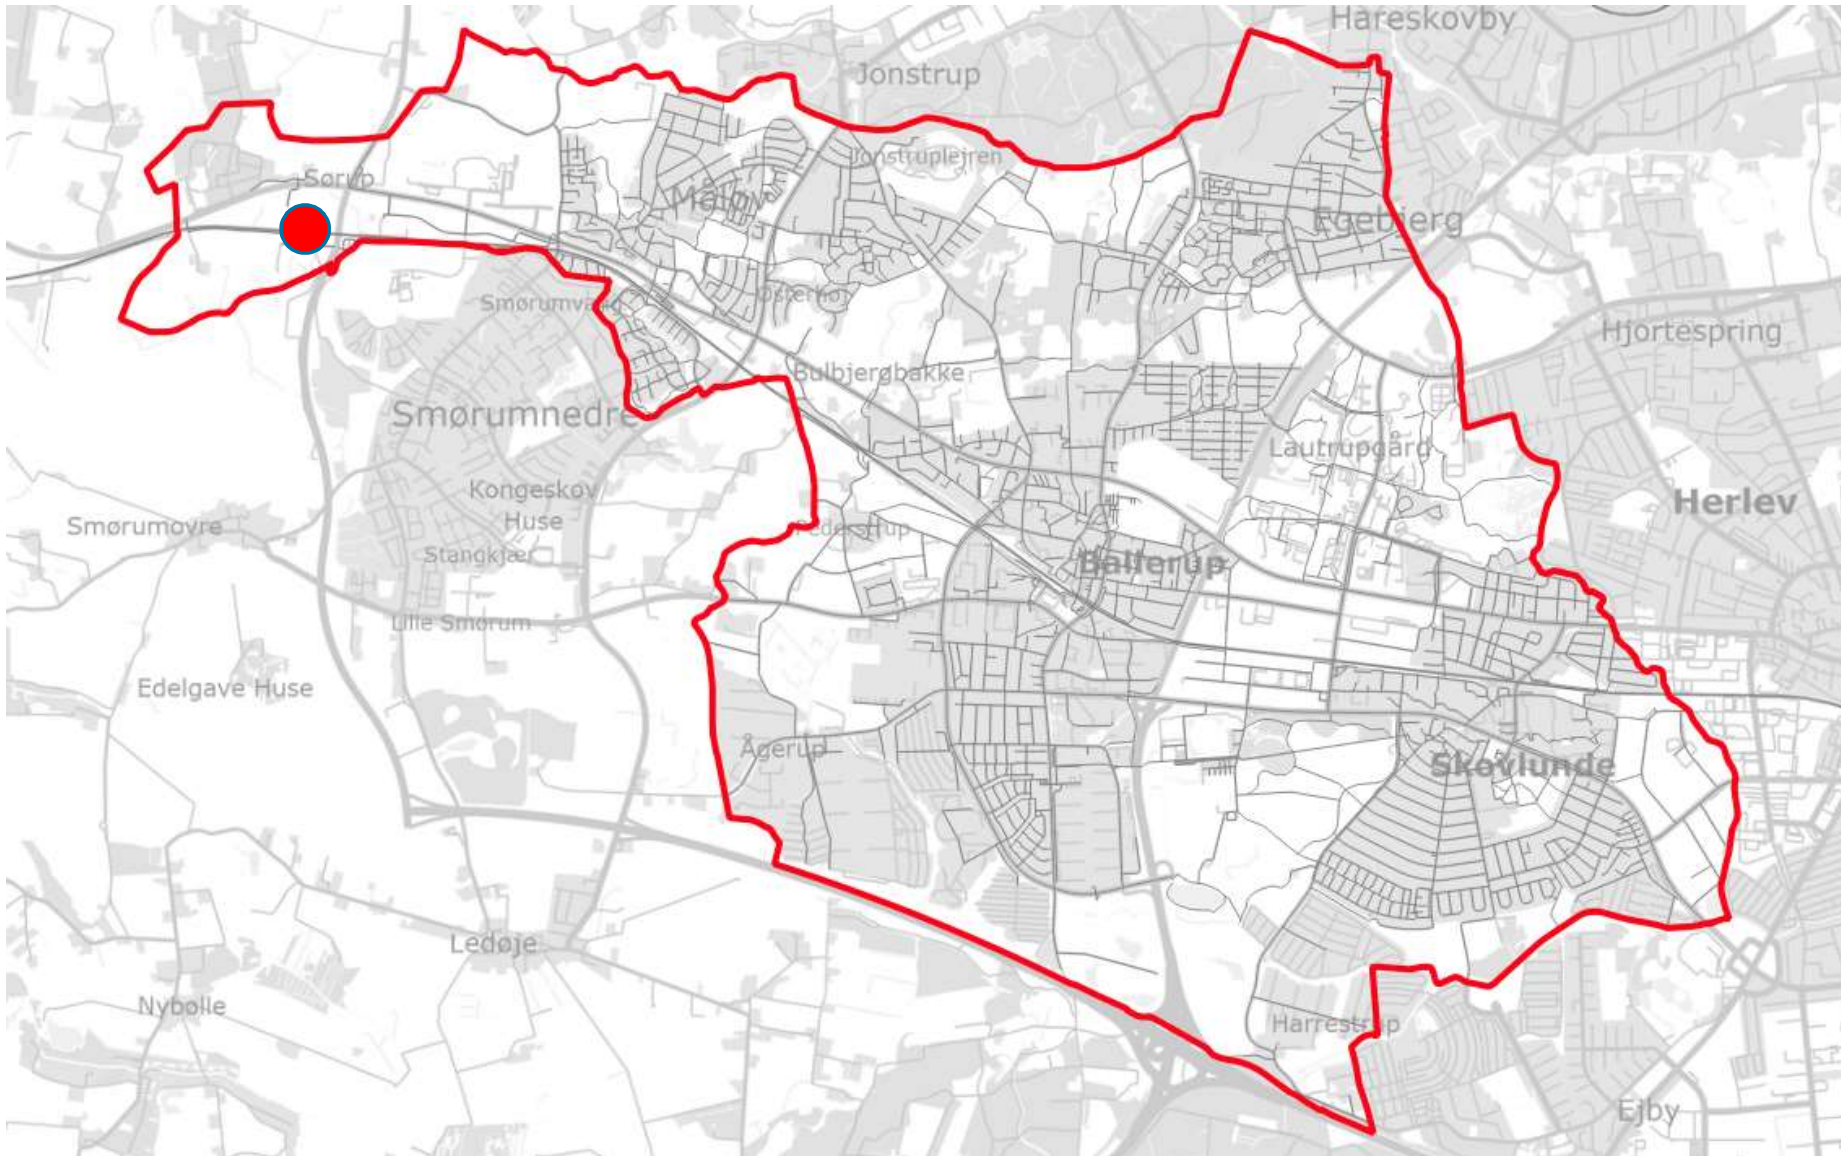 Hareskovby
Jonstrup
Jonstruplejren
Sørup
Måløv
Egebjerg
Smørumvang
Østerhøj
Hjortespring
Bulbjergbakke
Smørumnedre
Lautrupgård
Kongeskov
Huse
Herlev
Smørumovre
Pederstrup
Stangkjær
Ballerup
Lille Smørum
Edelgave Huse
Ågerup
Skovlunde
Ledøje
Nybølle
Harrestrup
Ejby